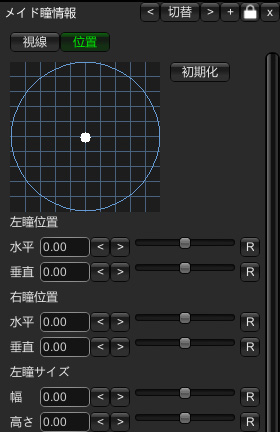 メイド瞳情報 < 切替 > + x
視線 位置
初期化
左瞳位置
水平 0.00 < > R
垂直 0.00 < > R
右瞳位置
水平 0.00 < > R
垂直 0.00 < > R
左瞳サイズ
幅 0.00 < > R
高さ 0.00 < > R